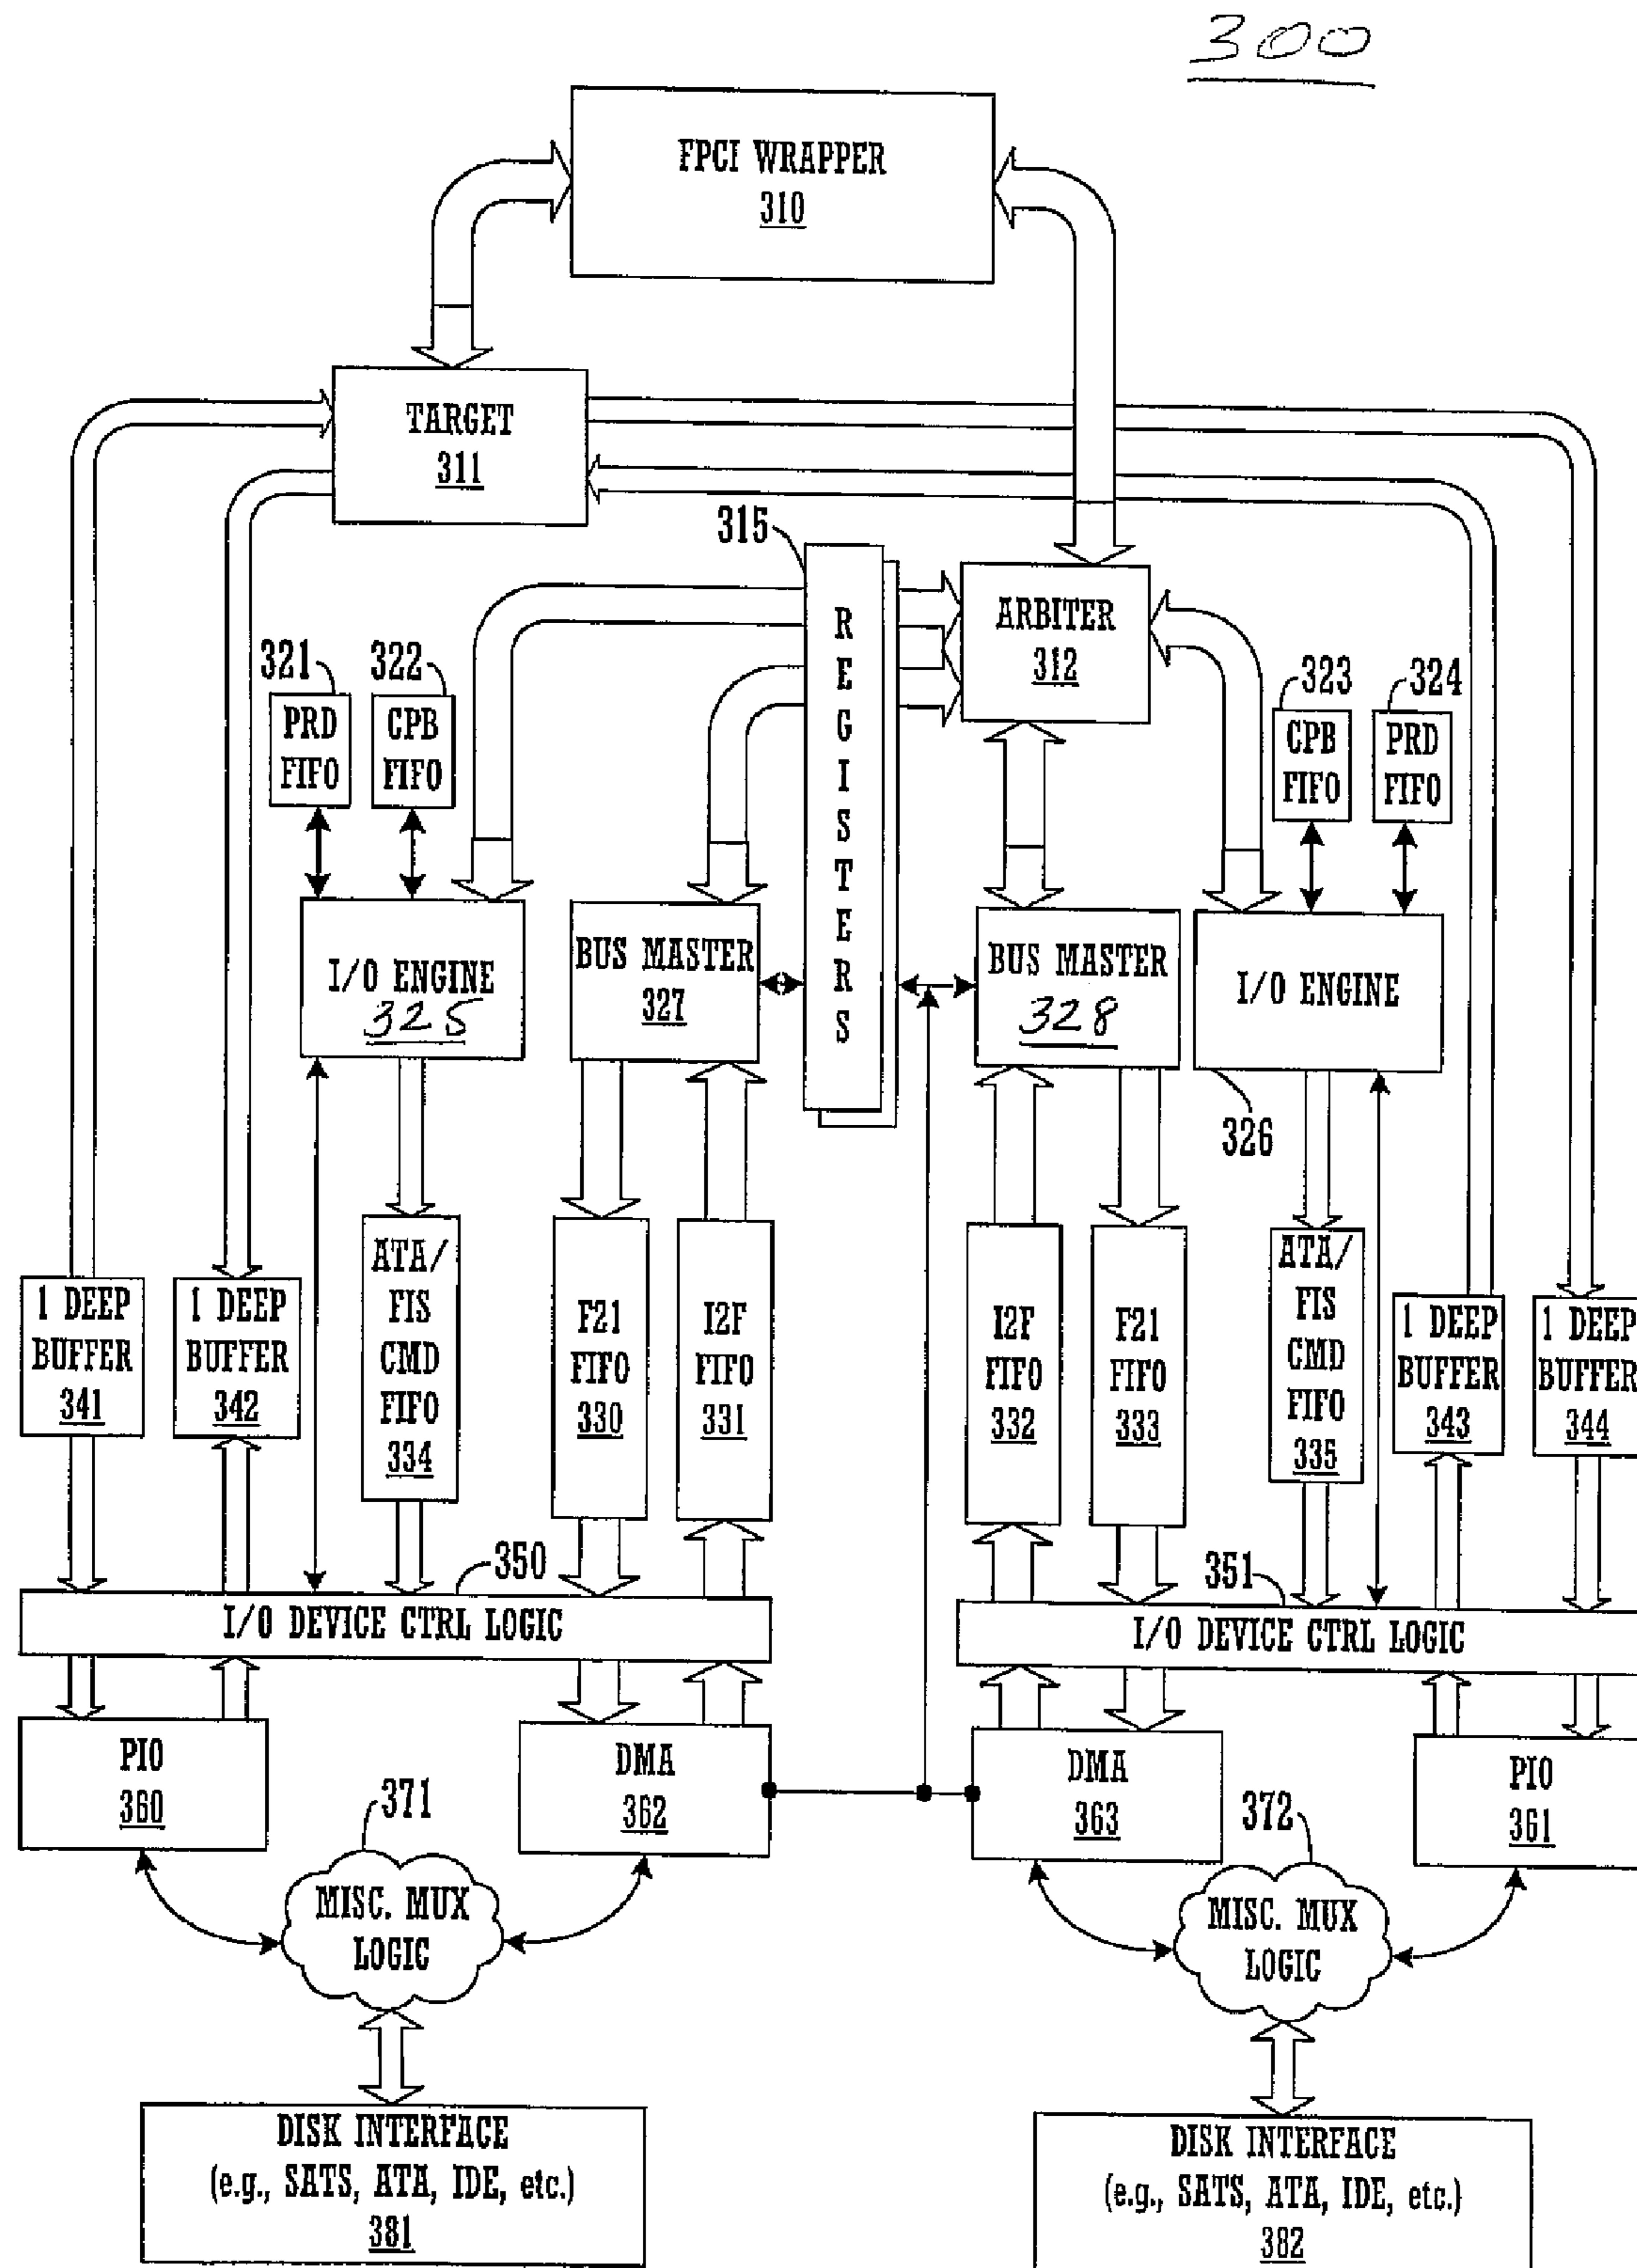 300
FPCI WRAPPER
310
TARGET
311
315
REGISTERS
ARBITER
312
321
322
323
324
PRD
FIFO
CPB
FIFO
CPB
FIFO
PRD
FIFO
I/O ENGINE
325
BUS MASTER
327
BUS MASTER
328
I/O ENGINE
326
1 DEEP
BUFFER
341
1 DEEP
BUFFER
342
ATA/
FIS
CMD
FIFO
334
F21
FIFO
330
I2F
FIFO
331
I2F
FIFO
332
F21
FIFO
333
ATA/
FIS
CMD
FIFO
335
1 DEEP
BUFFER
343
1 DEEP
BUFFER
344
350
I/O DEVICE CTRL LOGIC
351
I/O DEVICE CTRL LOGIC
PIO
360
DMA
362
DMA
363
PIO
361
371
MISC. MUX
LOGIC
372
MISC. MUX
LOGIC
DISK INTERFACE
(e.g., SATS, ATA, IDE, etc.)
381
DISK INTERFACE
(e.g., SATS, ATA, IDE, etc.)
382